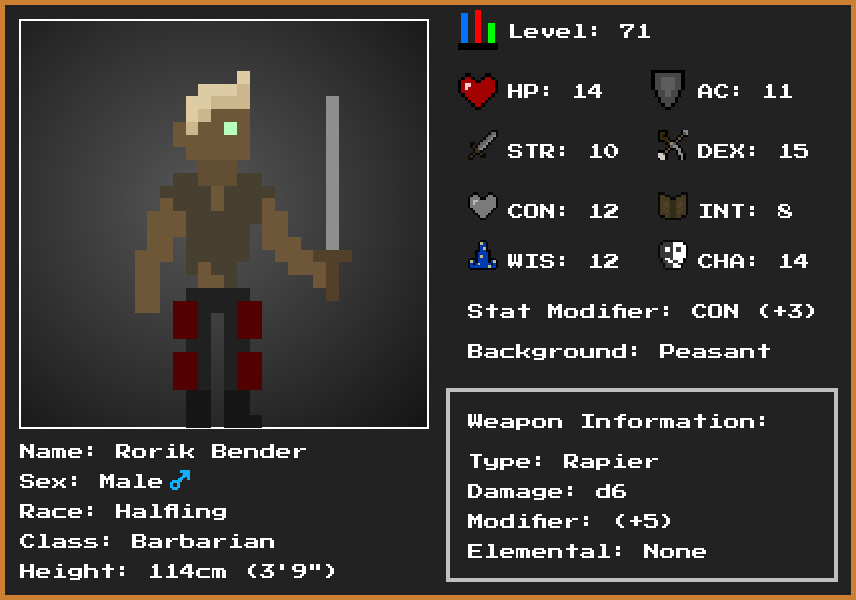 Level: 71
HP: 14
AC: 11
STR: 10
DEX: 15
CON: 12
INT: 8
WIS: 12
CHA: 14
Stat Modifier: CON (+3)
Background: Peasant
Weapon Information:
Type: Rapier
Damage: d6
Modifier: (+5)
Elemental: None
Name: Rorik Bender
Sex: Male♂
Race: Halfling
Class: Barbarian
Height: 114cm (3'9")